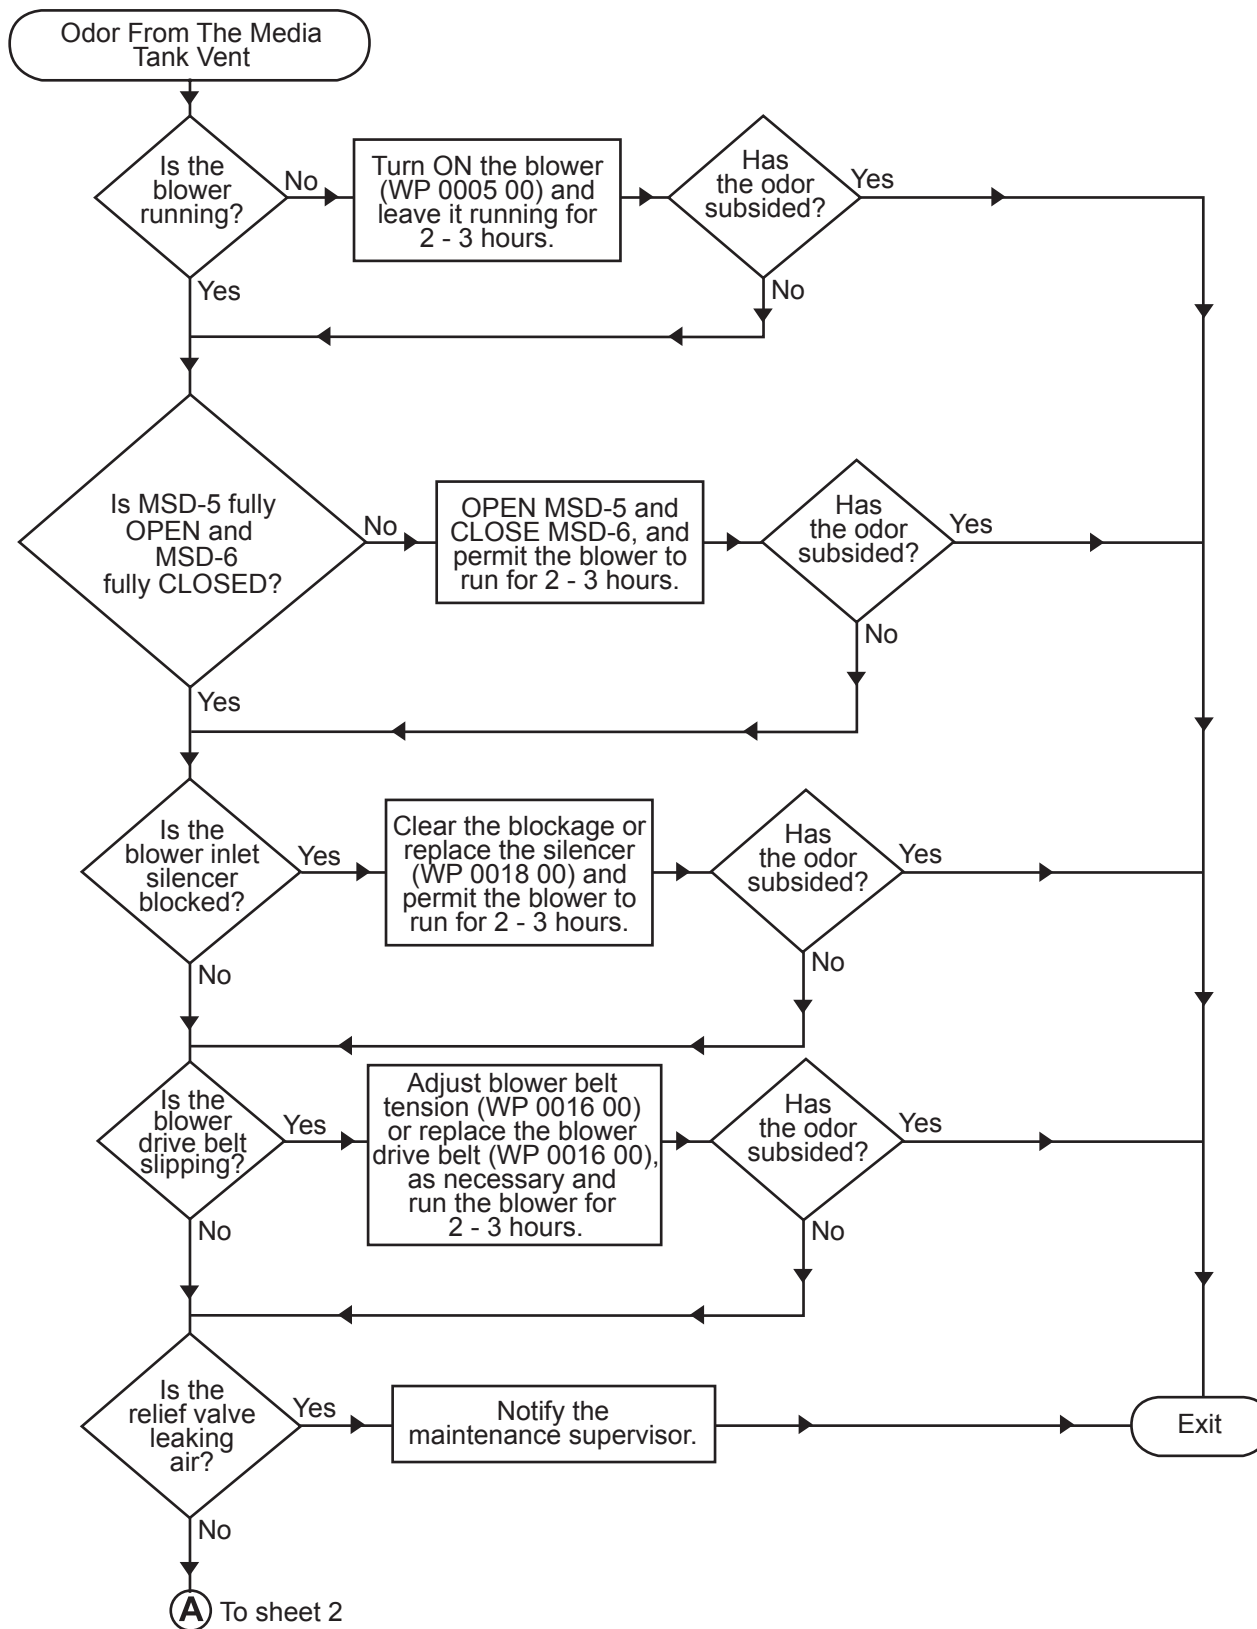 Odor From The Media
Tank Vent
Is the
blower
running?
No
Turn ON the blower
(WP 0005 00) and
leave it running for
2 - 3 hours.
Has
the odor
subsided?
Yes
Yes
No
Is MSD-5 fully
OPEN and
MSD-6
fully CLOSED?
No
OPEN MSD-5 and
CLOSE MSD-6, and
permit the blower to
run for 2 - 3 hours.
Has
the odor
subsided?
Yes
No
Yes
Is the
blower inlet
silencer
blocked?
Yes
Clear the blockage or
replace the silencer
(WP 0018 00) and
permit the blower to
run for 2 - 3 hours.
Has
the odor
subsided?
Yes
No
No
Is the
blower
drive belt
slipping?
Yes
Adjust blower belt
tension (WP 0016 00)
or replace the blower
drive belt (WP 0016 00),
as necessary and
run the blower for
2 - 3 hours.
Has
the odor
subsided?
Yes
No
No
Is the
relief valve
leaking
air?
Yes
Notify the
maintenance supervisor.
Exit
No
A To sheet 2